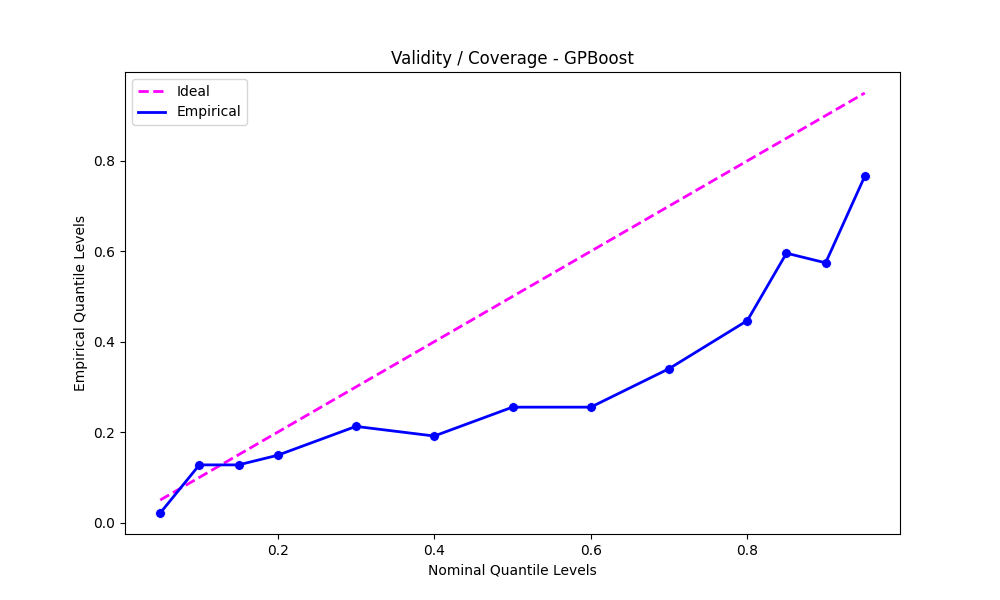 Validity / Coverage - GPBoost
Ideal
Empirical
Empirical Quantile Levels
0.8
0.6
0.4
0.2
0.0
0.2 0.4 0.6 0.8
Nominal Quantile Levels